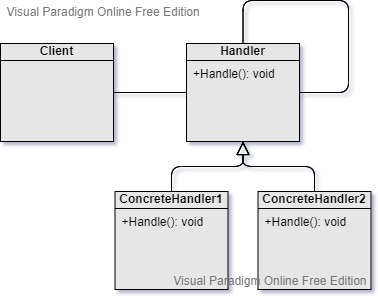 Visual Paradigm Online Free Edition
Client
Handler
+Handle(): void
ConcreteHandler1
+Handle(): void
ConcreteHandler2
+Handle(): void
Visual Paradigm Online Free Edition